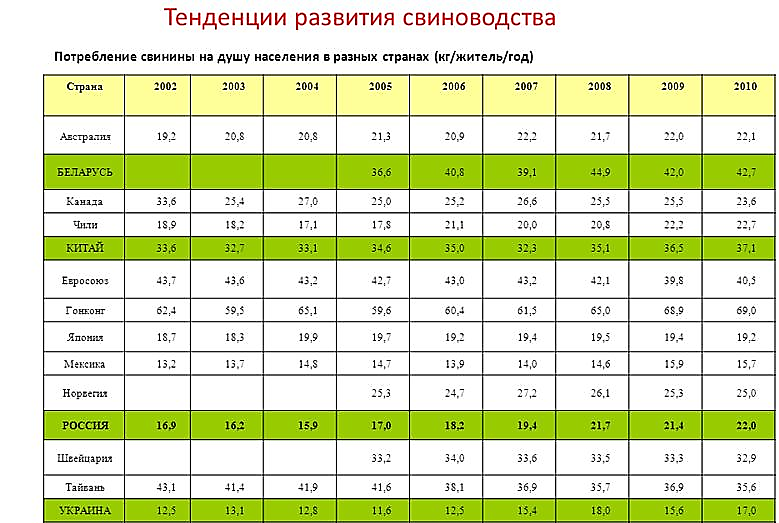 Тенденции развития свиноводства
Потребление свинины на душу населения в разных странах (кг/житель/год)
Страна 2002 2003 2004 2005 2006 2007 2008 2009 2010
Австралия 19,2 20,8 20,8 21,3 20,9 22,2 21,7 22,0 22,1
БЕЛАРУСЬ 36,6 40,8 39,1 44,9 42,0 42,7
Канада 33,6 25,4 27,0 25,0 25,2 26,6 25,5 25,5 23,6
Чили 18,9 18,2 17,1 17,8 21,1 20,0 20,8 22,2 22,7
КИТАЙ 33,6 32,7 33,1 34,6 35,0 32,3 35,1 36,5 37,1
Евросоюз 43,7 43,6 43,2 42,7 43,0 43,2 42,1 39,8 40,5
Гонконг 62,4 59,5 65,1 59,6 60,4 61,5 65,0 68,9 69,0
Япония 18,7 18,3 19,9 19,7 19,2 19,4 19,5 19,4 19,2
Мексика 13,2 13,7 14,8 14,7 13,9 14,0 14,6 15,9 15,7
Норвегия 25,3 24,7 27,2 26,1 25,3 25,0
РОССИЯ 16,9 16,2 15,9 17,0 18,2 19,4 21,7 21,4 22,0
Швейцария 33,2 34,0 33,6 33,5 33,3 32,9
Тайвань 43,1 41,4 41,9 41,6 38,1 36,9 35,7 36,9 35,6
УКРАИНА 12,5 13,1 12,8 11,6 12,5 15,4 18,0 15,6 17,0